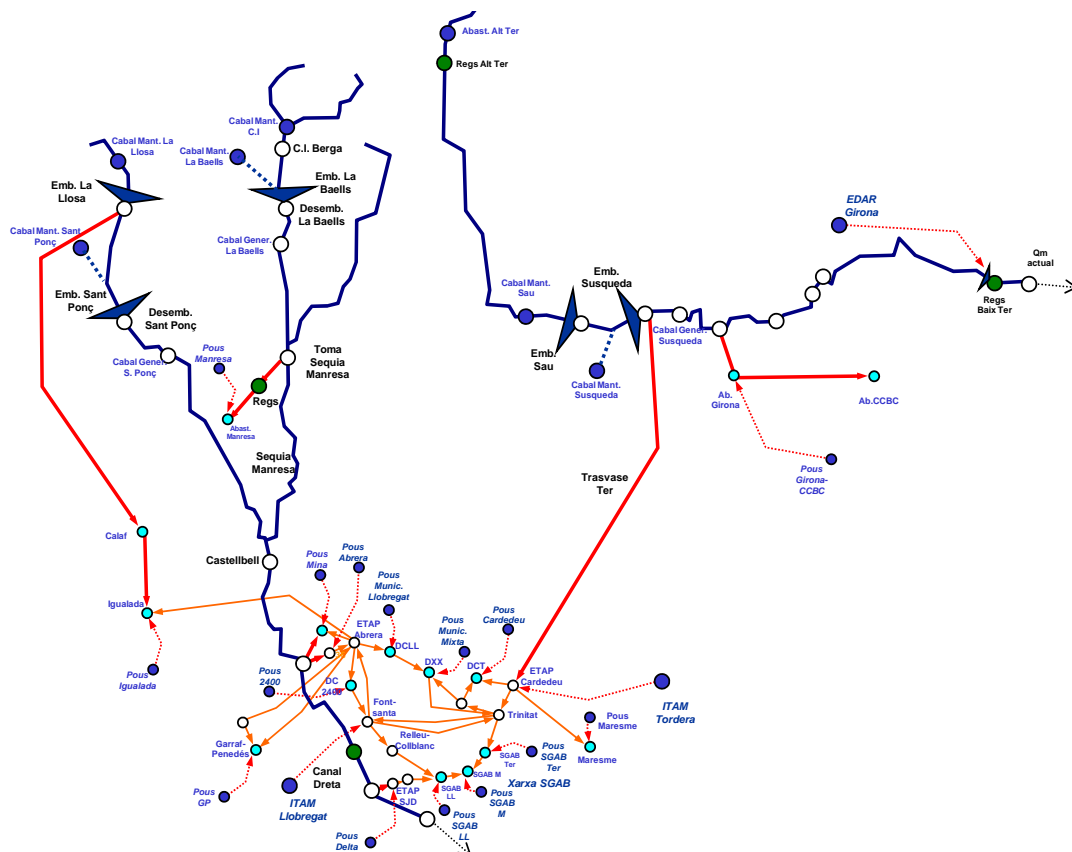 Abast. Alt Ter
Regs Alt Ter
Cabal Mant.
C.I
C.I. Berga
Cabal Mant. La
Llosa
Cabal Mant.
La Baells
Emb. La
Baells
Emb. La
Llosa
Desemb.
La Baells
Cabal Gener.
La Baells
Cabal Mant. Sant
Ponç
Emb. Sant
Ponç
Desemb.
Sant Ponç
Cabal Gener.
S. Ponç
Pous
Manresa
Toma
Sequia
Manresa
Regs
Abast.
Manresa
Sequia
Manresa
EDAR
Girona
Qm
actual
Regs
Baix Ter
Emb.
Susqueda
Cabal Mant.
Sau
Cabal Gener.
Susqueda
Emb.
Sau
Cabal Mant.
Susqueda
Ab.
Girona
Ab.CCBC
Pous
Girona-
CCBC
Trasvase
Ter
Calaf
Castellbell
Igualada
Pous
Igualada
Pous
Mina
Pous
Abrera
Pous
Munic.
Llobregat
ETAP
Abrera
DCLL
Pous
Munic.
Mixta
Pous
Cardedeu
DXX
DCT
ETAP
Cardedeu
ITAM
Tordera
Pous
2400
DC
2400
Font-
santa
Trinitat
Pous
Maresme
Maresme
Relleu-
Collblanc
Garraf-
Penedés
Pous
GP
Canal
Dreta
ITAM
Llobregat
ETAP
SJD
SGAB
LL
SGAB M
SGAB
Ter
Pous
SGAB
Ter
Xarxa SGAB
Pous
SGAB
M
Pous
SGAB
LL
Pous
Delta